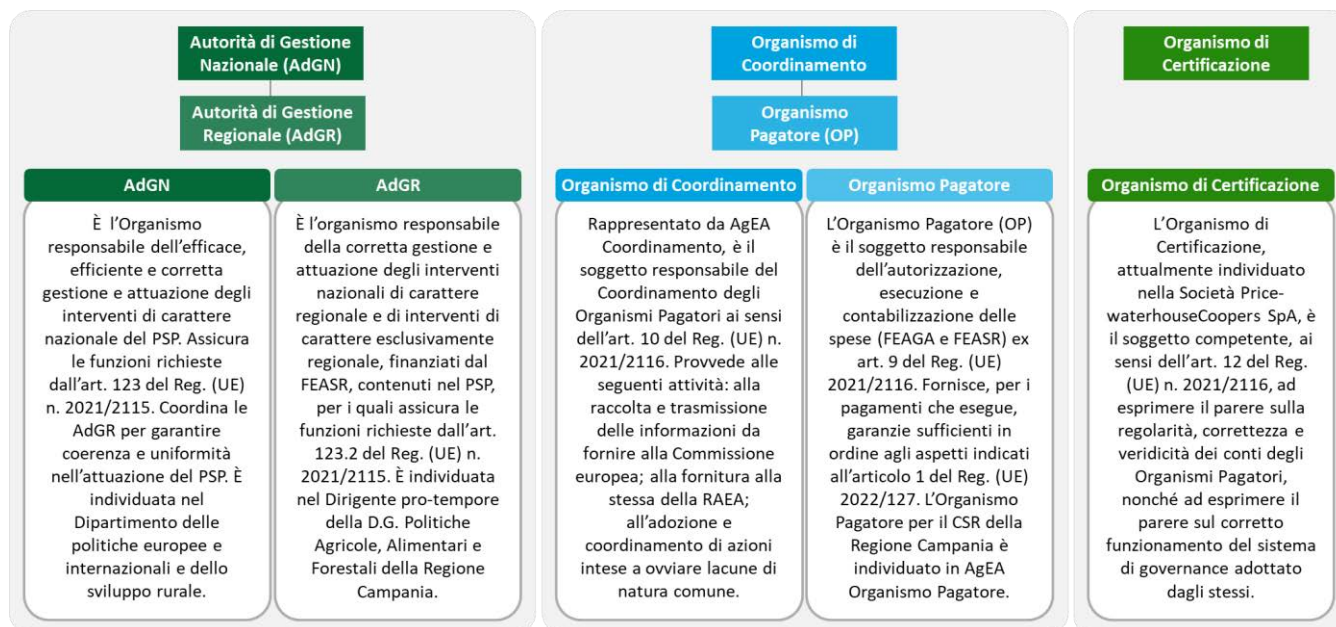 Autorità di Gestione
Nazionale (AdGN)
Autorità di Gestione
Regionale (AdGR)
Organismo di
Coordinamento
Organismo
Pagatore (OP)
Organismo di
Certificazione
AdGN
È l’Organismo
responsabile dell’efficace,
efficiente e corretta
gestione e attuazione degli
interventi di carattere
nazionale del PSP. Assicura
le funzioni richieste
dall’art. 123 del Reg. (UE)
n. 2021/2115. Coordina le
AdGR per garantire
coerenza e uniformità
nell’attuazione del PSP. È
individuata nel
Dipartimento delle
politiche europee e
internazionali e dello
sviluppo rurale.
AdGR
È l’organismo responsabile
della corretta gestione e
attuazione degli interventi
nazionali di carattere
regionale e di interventi di
carattere esclusivamente
regionale, finanziati dal
FEASR, contenuti nel PSP,
per i quali assicura le
funzioni richieste dall’art.
123.2 del Reg. (UE) n.
2021/2115. È individuata
nel Dirigente pro-tempore
della D.G. Politiche
Agricole, Alimentari e
Forestali della Regione
Campania.
Organismo di Coordinamento
Rappresentato da AgEA
Coordinamento, è il
soggetto responsabile del
Coordinamento degli
Organismi Pagatori ai sensi
dell’art. 10 del Reg. (UE) n.
2021/2116. Provvede alle
seguenti attività: alla
raccolta e trasmissione
delle informazioni da
fornire alla Commissione
europea; alla fornitura alla
stessa della RAEA;
all’adozione e
coordinamento di azioni
intese a ovviare lacune di
natura comune.
Organismo Pagatore
L’Organismo Pagatore (OP)
è il soggetto responsabile
dell’autorizzazione,
esecuzione e
contabilizzazione delle
spese (FEAGA e FEASR) ex
art. 9 del Reg. (UE)
2021/2116. Fornisce, per i
pagamenti che esegue,
garanzie sufficienti in
ordine agli aspetti indicati
all’articolo 1 del Reg. (UE)
2022/127. L’Organismo
Pagatore per il CSR della
Regione Campania è
individuato in AgEA
Organismo Pagatore.
Organismo di Certificazione
L’Organismo di
Certificazione,
attualmente individuato
nella Società Price-
waterhouseCoopers SpA, è
il soggetto competente, ai
sensi dell’art. 12 del Reg.
(UE) n. 2021/2116, ad
esprimere il parere sulla
regolarità, correttezza e
veridicità dei conti degli
Organismi Pagatori,
nonché ad esprimere il
parere sul corretto
funzionamento del sistema
di governance adottato
dagli stessi.